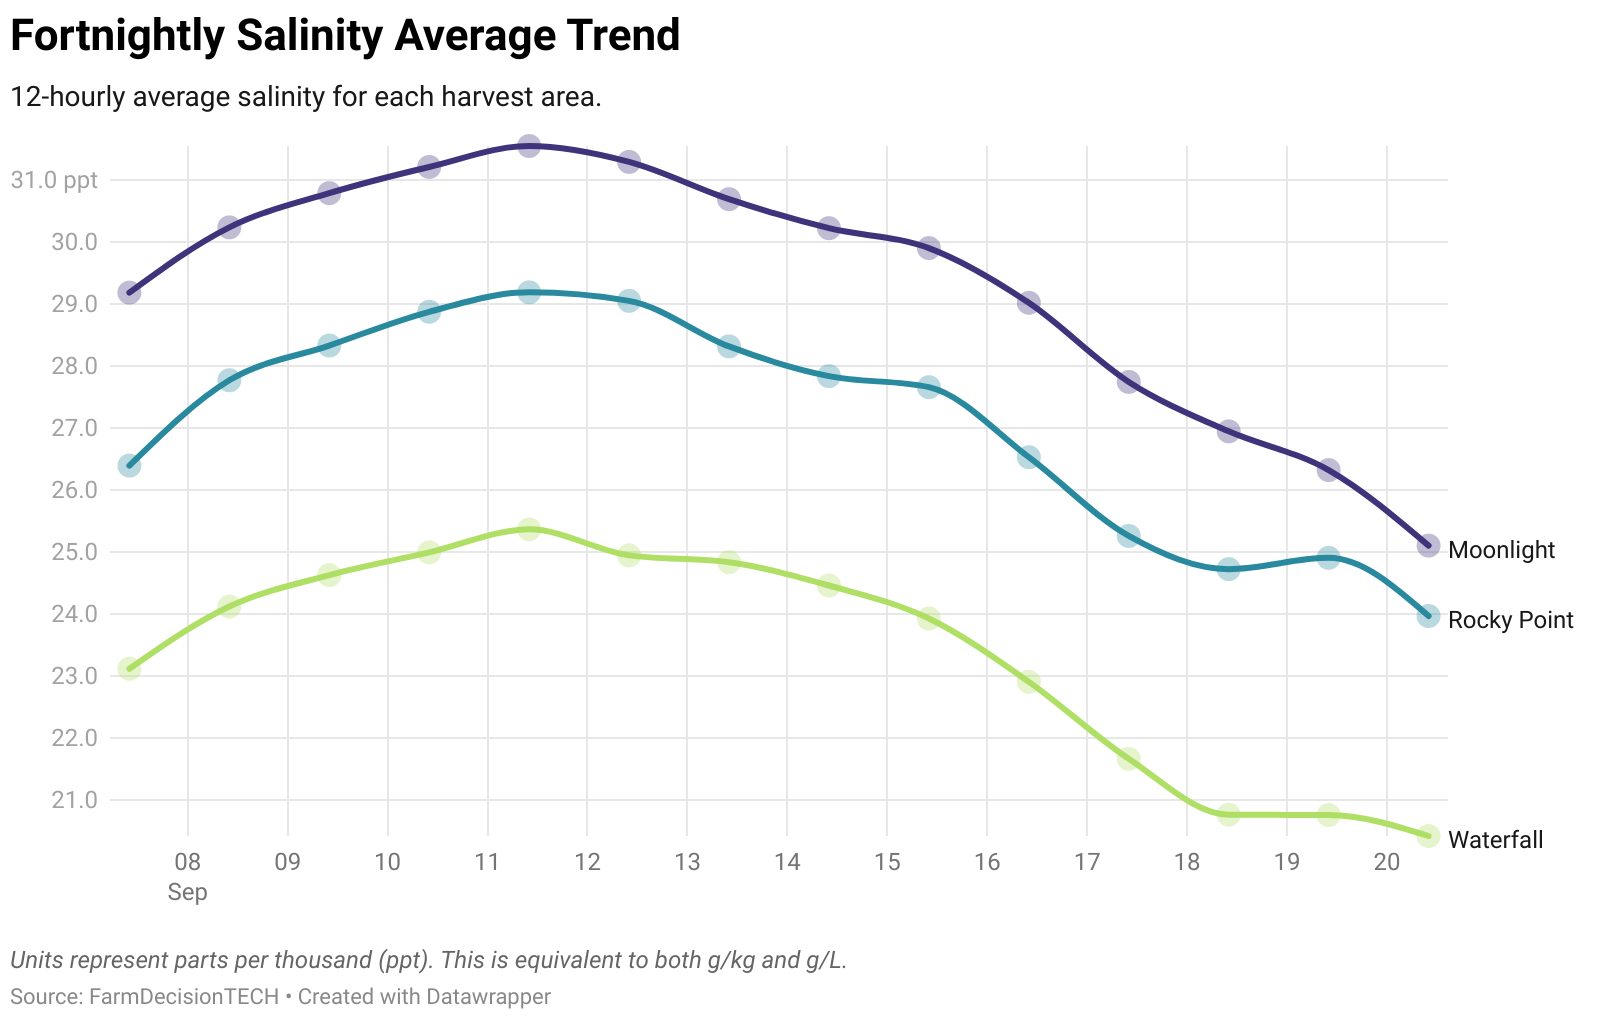 Fortnightly Salinity Average Trend
12-hourly average salinity for each harvest area.
31.0 ppt
30.0
29.0
28.0
27.0
26.0
25.0
24.0
23.0
22.0
21.0
Moonlight
Rocky Point
Waterfall
08 09 10 11 12 13 14 15 16 17 18 19 20
Sep
Units represent parts per thousand (ppt). This is equivalent to both g/kg and g/L.
Source: FarmDecisionTECH • Created with Datawrapper